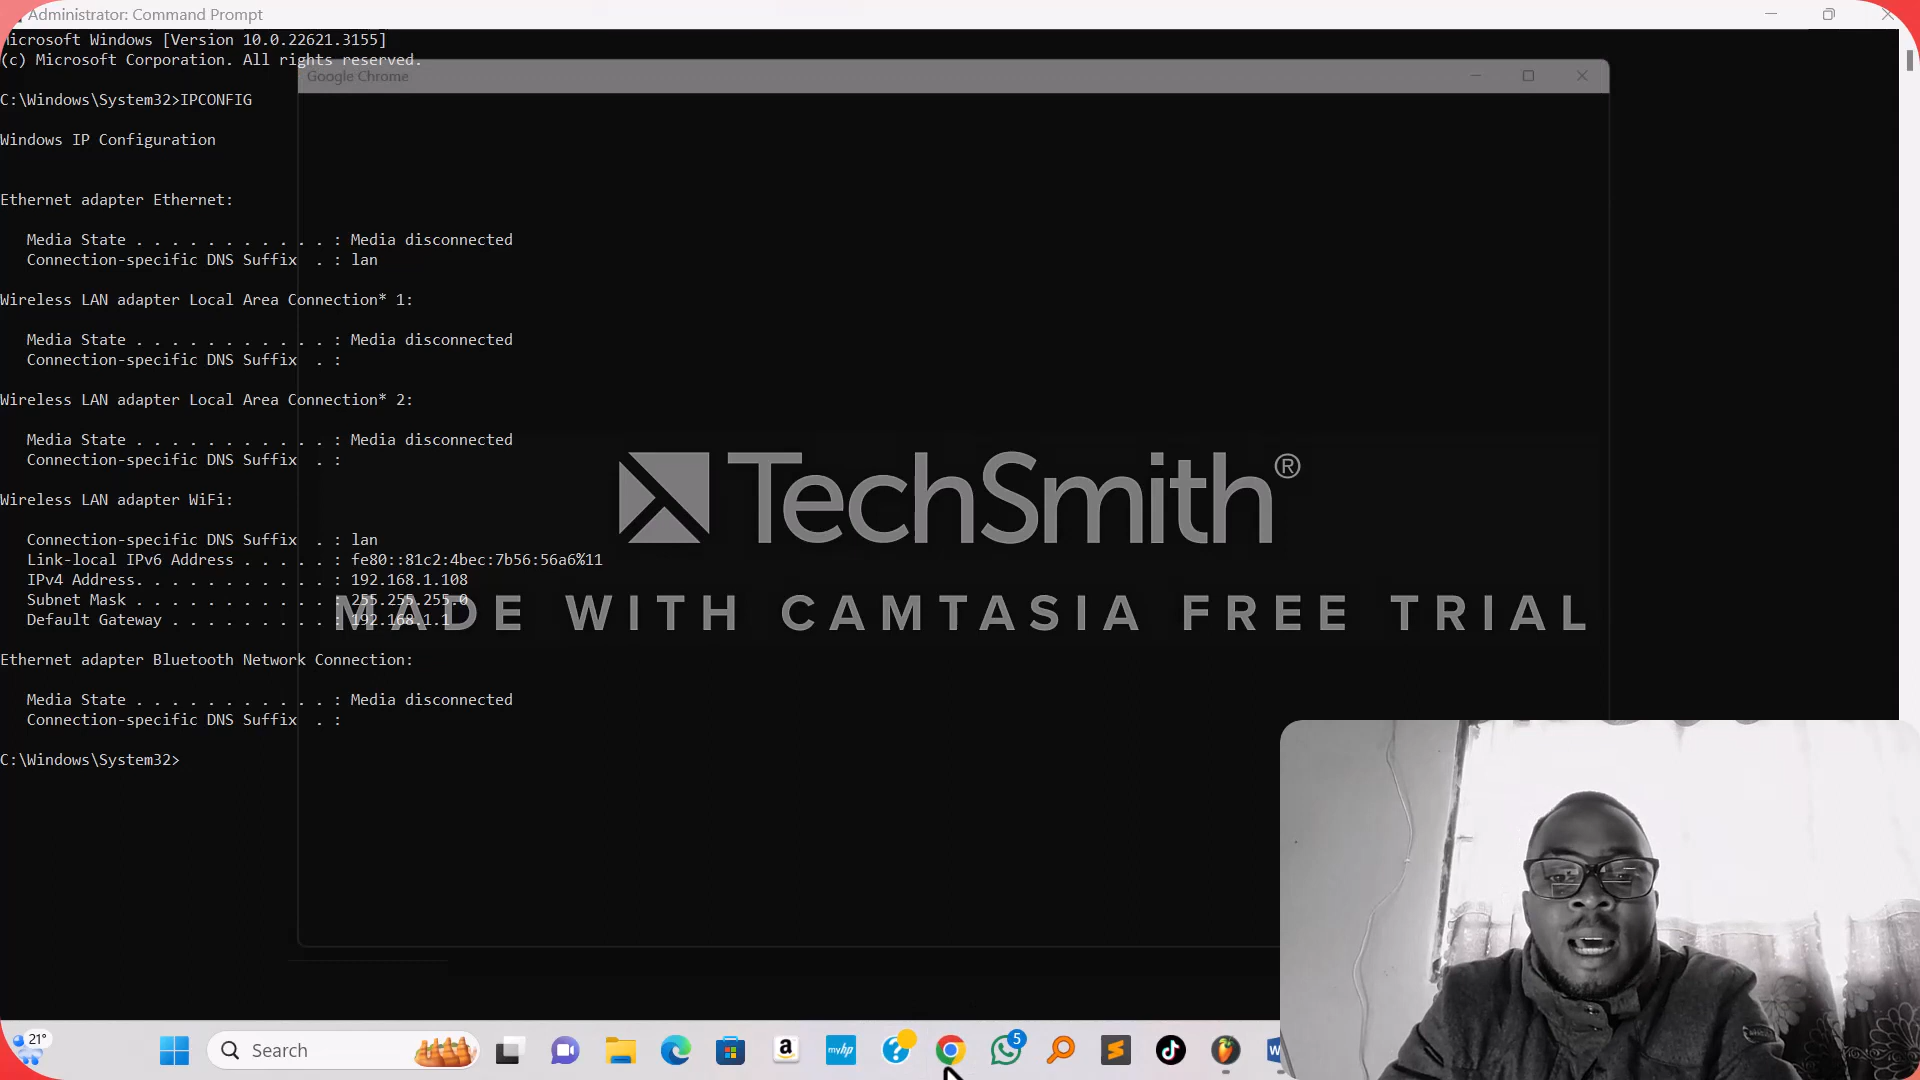 Administrator: Command Prompt
Microsoft Windows [Version 10.0.22621.3155]
(c) Microsoft Corporation. All rights reserved.
Google Chrome
C:\Windows\System32>IPCONFIG
Windows IP Configuration
Ethernet adapter Ethernet:
Media State . . . . . . . . . . . : Media disconnected
Connection-specific DNS Suffix  . : lan
Wireless LAN adapter Local Area Connection* 1:
Media State . . . . . . . . . . . : Media disconnected
Connection-specific DNS Suffix  . :
Wireless LAN adapter Local Area Connection* 2:
Media State . . . . . . . . . . . : Media disconnected
Connection-specific DNS Suffix  . :
Wireless LAN adapter WiFi:
Connection-specific DNS Suffix  . : lan
Link-local IPv6 Address . . . . . : fe80::81c2:4bec:7b56:56a6%11
IPv4 Address. . . . . . . . . . . : 192.168.1.108
Subnet Mask . . . . . . . . . . . : 255.255.255.0
Default Gateway . . . . . . . . . : 192.168.1.1
Ethernet adapter Bluetooth Network Connection:
Media State . . . . . . . . . . . : Media disconnected
Connection-specific DNS Suffix  . :
C:\Windows\System32>
TechSmith®
MADE WITH CAMTASIA FREE TRIAL
21°
Search
a
myhp
?
5
S
W